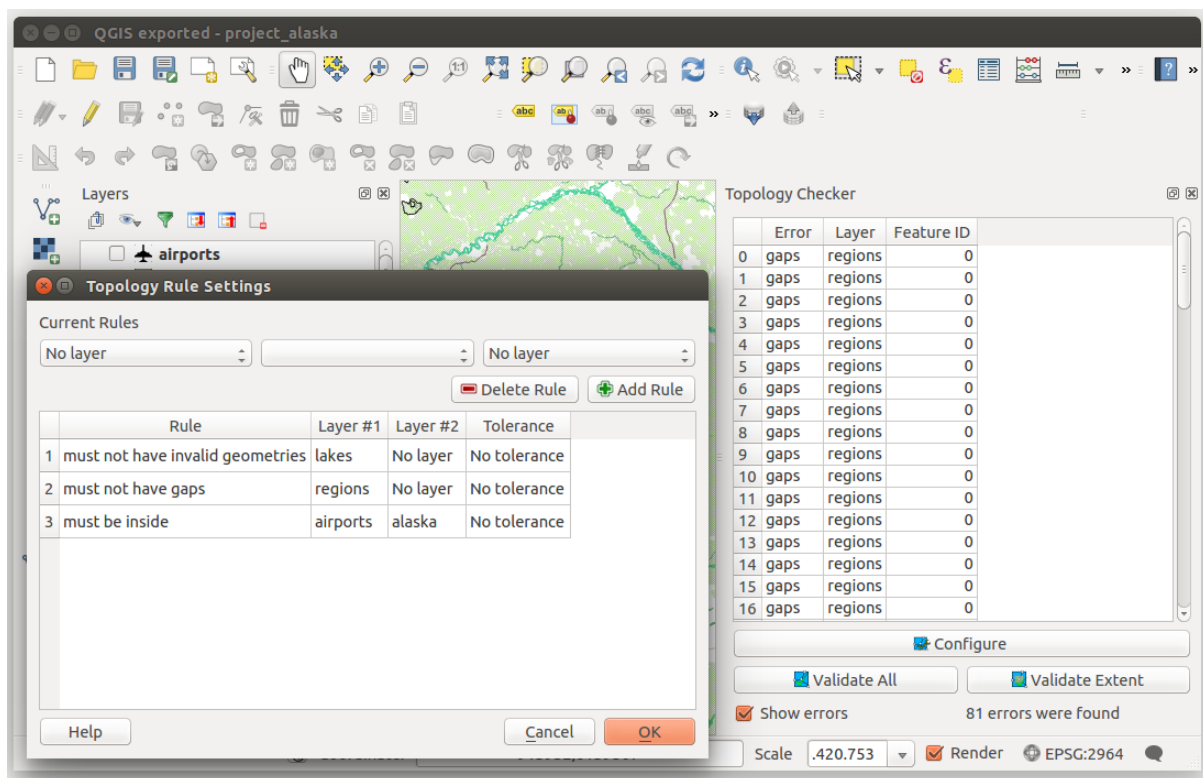 QGIS exported - project_alaska
Layers
airports
Topology Rule Settings
Current Rules
No layer No layer
Delete Rule Add Rule
Rule Layer #1 Layer #2 Tolerance
1 must not have invalid geometries lakes No layer No tolerance
2 must not have gaps regions No layer No tolerance
3 must be inside airports alaska No tolerance
Help Cancel OK
Topology Checker
Error Layer Feature ID
0 gaps regions 0
1 gaps regions 0
2 gaps regions 0
3 gaps regions 0
4 gaps regions 0
5 gaps regions 0
6 gaps regions 0
7 gaps regions 0
8 gaps regions 0
9 gaps regions 0
10 gaps regions 0
11 gaps regions 0
12 gaps regions 0
13 gaps regions 0
14 gaps regions 0
15 gaps regions 0
16 gaps regions 0
Configure
Validate All Validate Extent
Show errors 81 errors were found
Scale .420.753 Render EPSG:2964